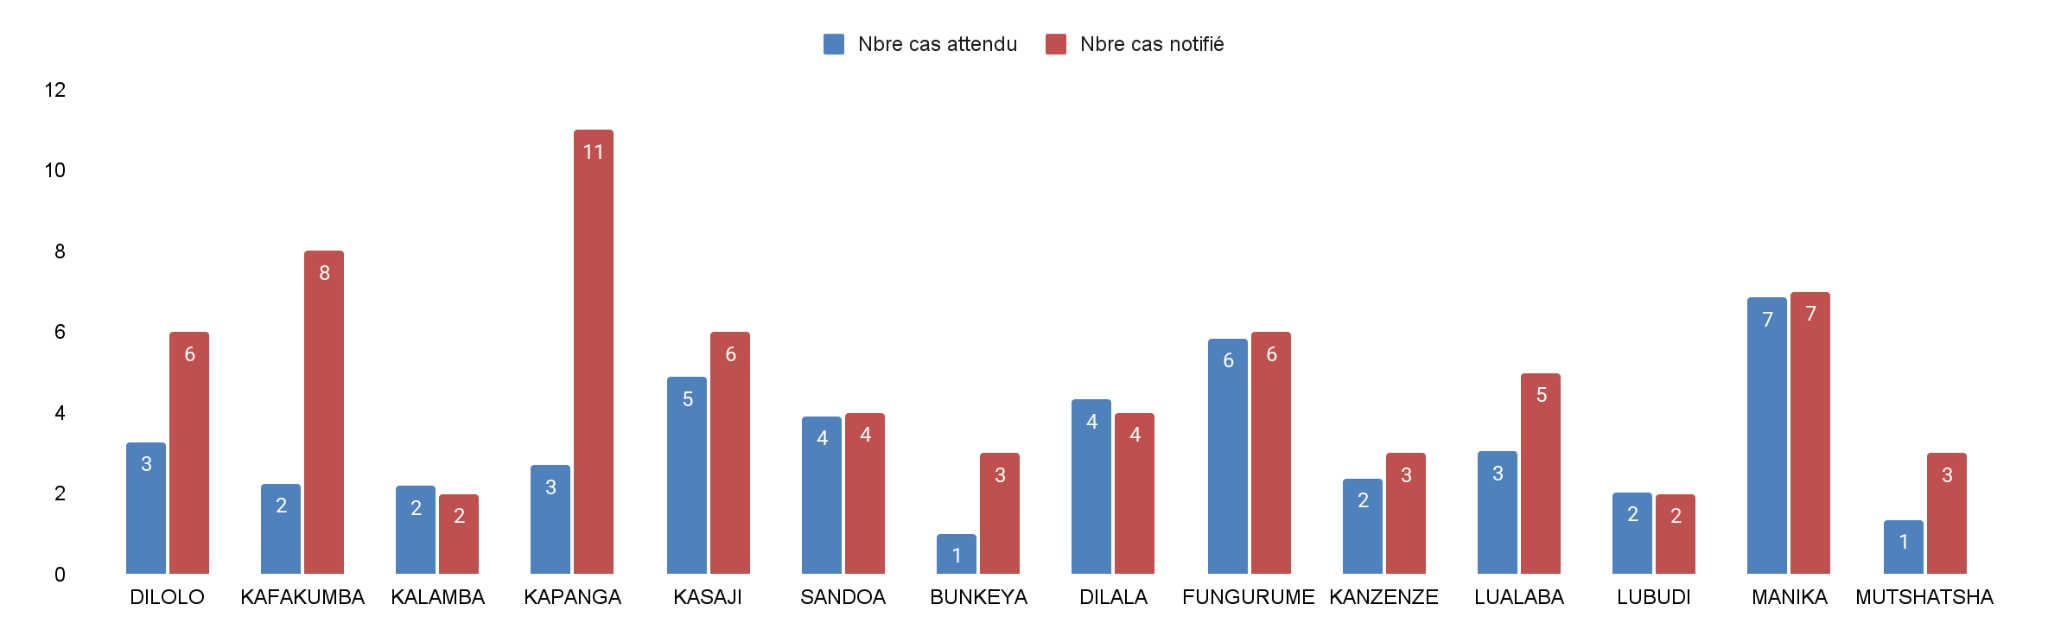 Nbre cas attendu Nbre cas notifié
12
10
8
6
4
2
0
3 6 2 8 2 2 3 11 5 6 4 4 1 3 4 4 6 6 2 3 3 5 2 2 7 7 1 3
DILOLO KAFAKUMBA KALAMBA KAPANGA KASAJI SANDOA BUNKEYA DILALA FUNGURUME KANZENZE LUALABA LUBUDI MANIKA MUTSHATSHA